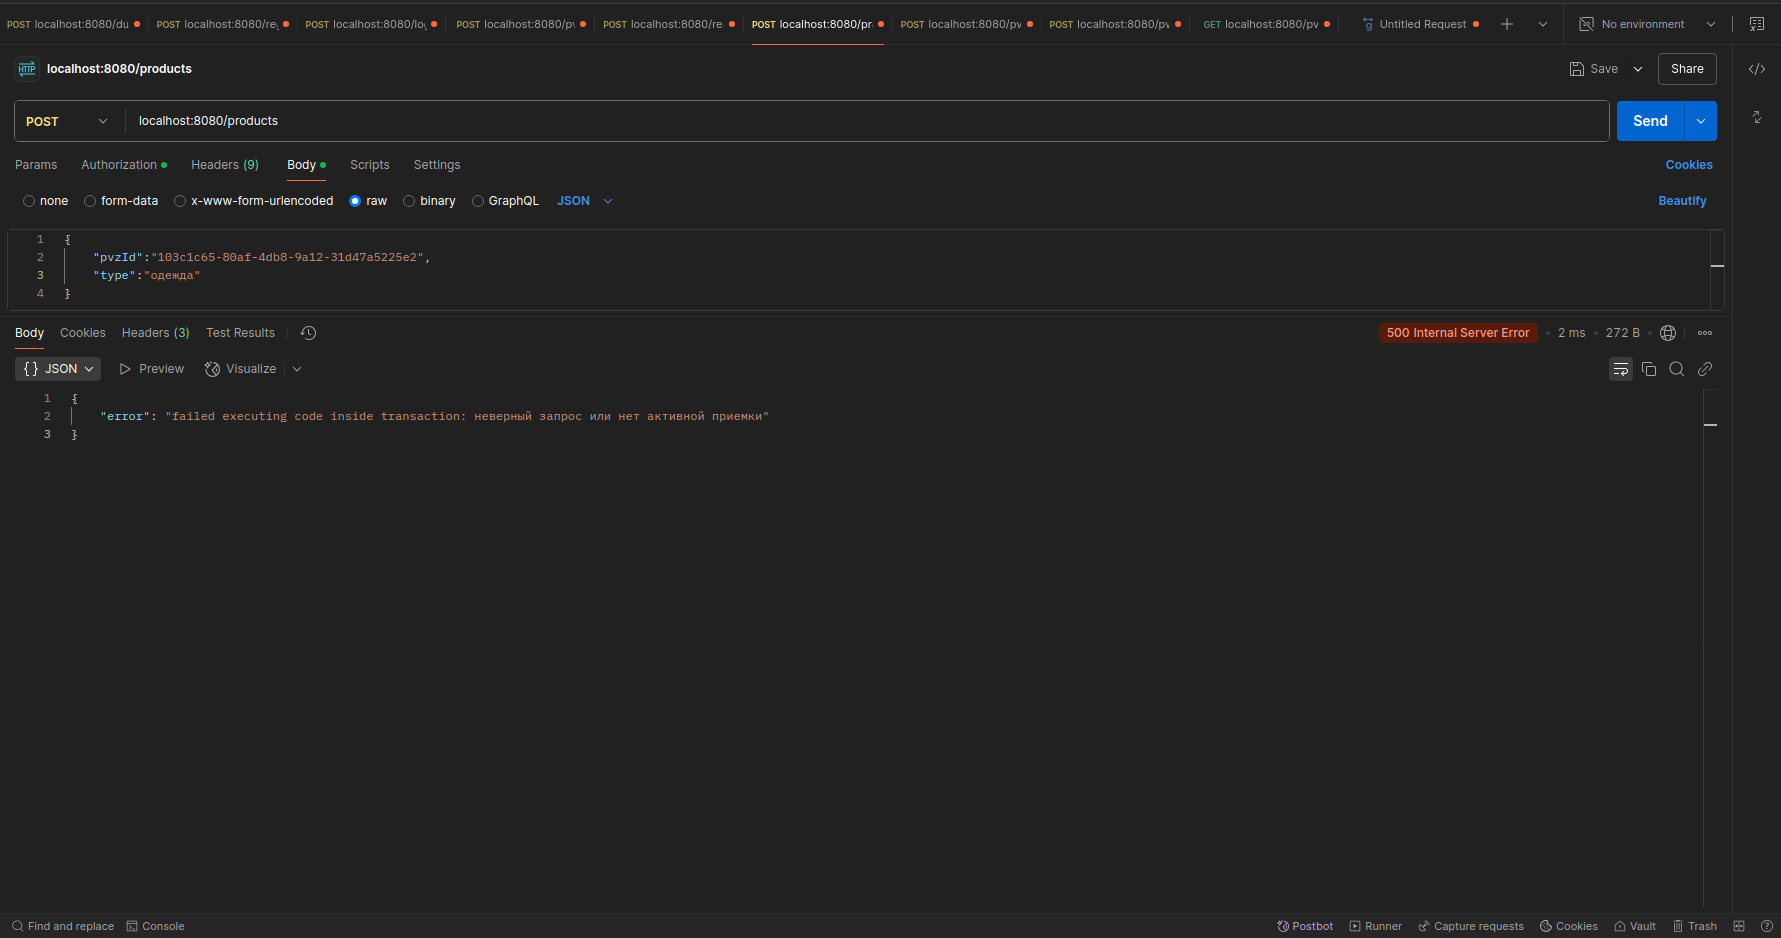 POST localhost:8080/du POST localhost:8080/re POST localhost:8080/lo POST localhost:8080/pv POST localhost:8080/re POST localhost:8080/pr POST localhost:8080/pv POST localhost:8080/pv GET localhost:8080/pv Untitled Request No environment
HTTP localhost:8080/products Save Share
POST localhost:8080/products Send
Params Authorization Headers (9) Body Scripts Settings Cookies
none form-data x-www-form-urlencoded raw binary GraphQL JSON Beautify
1 {
2 "pvzId":"103c1c65-80af-4db8-9a12-31d47a5225e2",
3 "type":"одежда"
4 }
Body Cookies Headers (3) Test Results 500 Internal Server Error 2 ms 272 B
{} JSON Preview Visualize
1 {
2 "error": "failed executing code inside transaction: неверный запрос или нет активной приемки"
3 }
Find and replace Console Postbot Runner Capture requests Cookies Vault Trash